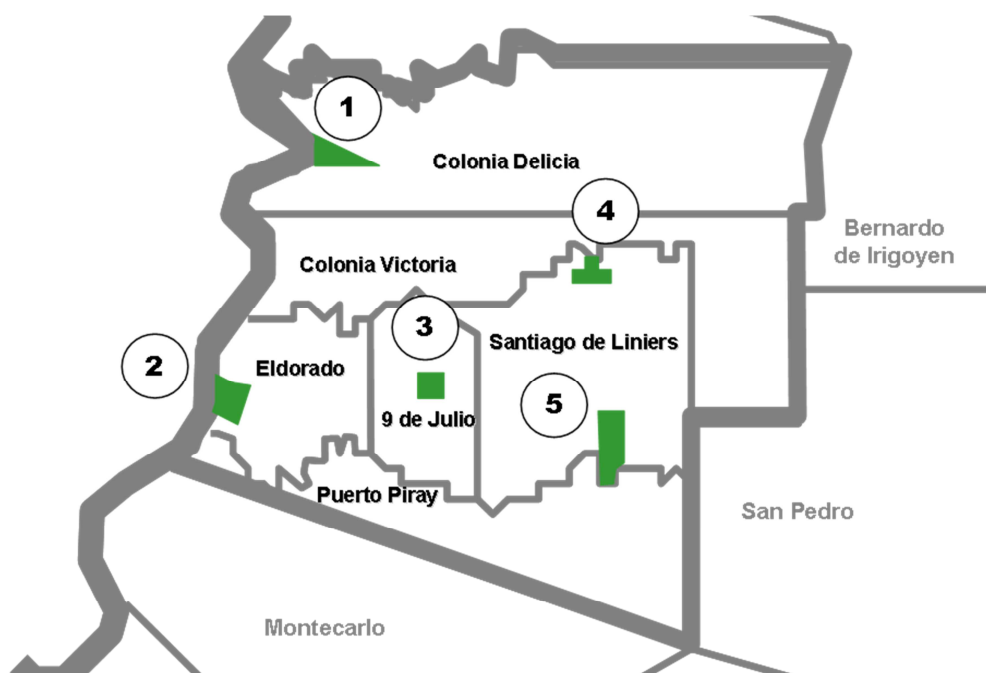 1
Colonia Delicia
4
Bernardo
de Irigoyen
Colonia Victoria
3
Santiago de Liniers
2
Eldorado
5
9 de Julio
Puerto Piray
San Pedro
Montecarlo